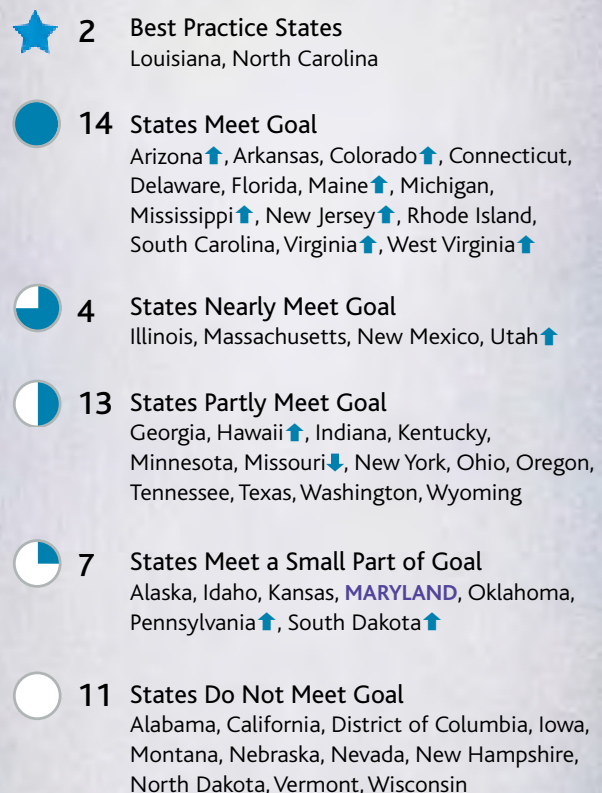 2 Best Practice States
Louisiana, North Carolina
14 States Meet Goal
Arizona⬆, Arkansas, Colorado⬆, Connecticut,
Delaware, Florida, Maine⬆, Michigan,
Mississippi⬆, New Jersey⬆, Rhode Island,
South Carolina, Virginia⬆, West Virginia⬆
4 States Nearly Meet Goal
Illinois, Massachusetts, New Mexico, Utah⬆
13 States Partly Meet Goal
Georgia, Hawaii⬆, Indiana, Kentucky,
Minnesota, Missouri⬇, New York, Ohio, Oregon,
Tennessee, Texas, Washington, Wyoming
7 States Meet a Small Part of Goal
Alaska, Idaho, Kansas, MARYLAND, Oklahoma,
Pennsylvania⬆, South Dakota⬆
11 States Do Not Meet Goal
Alabama, California, District of Columbia, Iowa,
Montana, Nebraska, Nevada, New Hampshire,
North Dakota, Vermont, Wisconsin